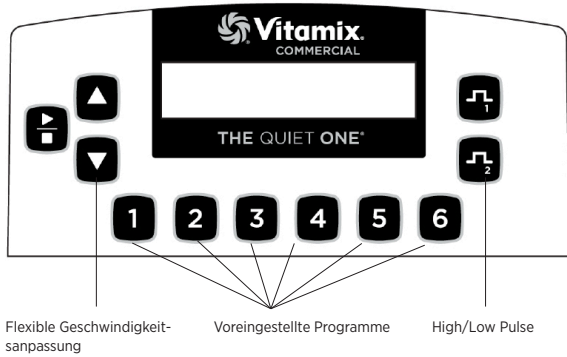 Vitamix®
COMMERCIAL
THE QUIET ONE®
1
2
1 2 3 4 5 6
Flexible Geschwindigkeit-
sanpassung
Voreingestellte Programme
High/Low Pulse